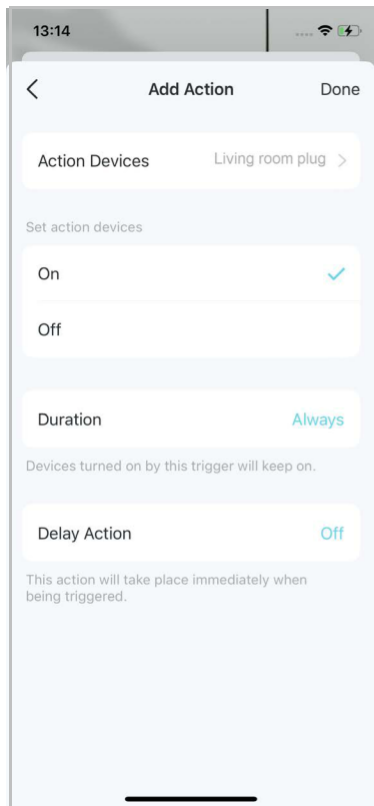 13:14
Add Action
Done
Action Devices
Living room plug
Set action devices
On
Off
Duration
Always
Devices turned on by this trigger will keep on.
Delay Action
Off
This action will take place immediately when
being triggered.